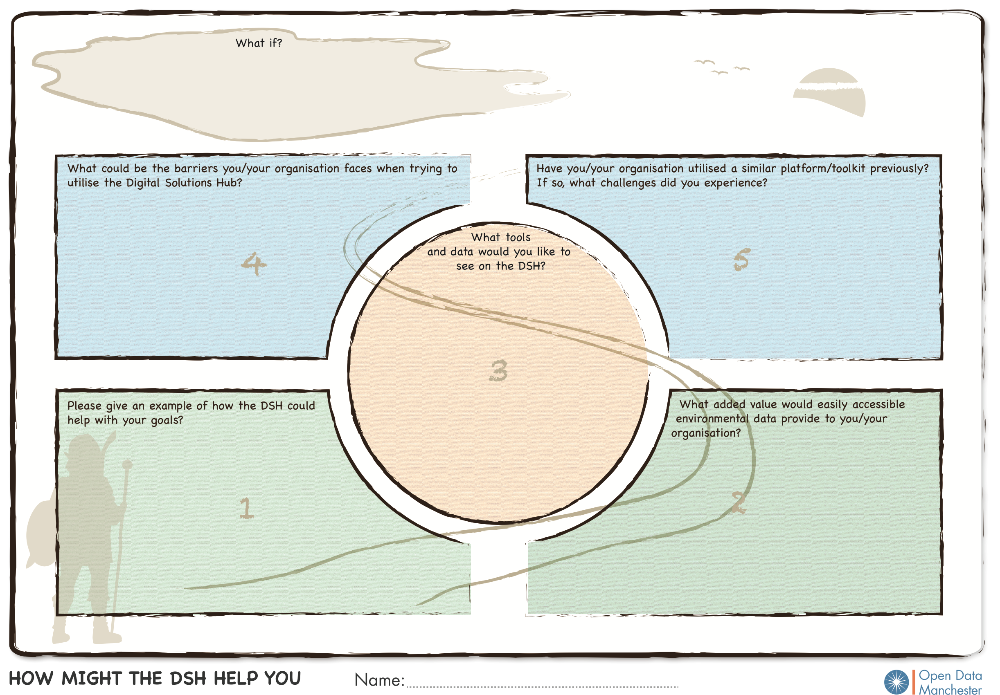 What if?
What could be the barriers you/your organisation faces when trying to
utilise the Digital Solutions Hub?
4
Have you/your organisation utilised a similar platform/toolkit previously?
If so, what challenges did you experience?
5
What tools
and data would you like to
see on the DSH?
3
Please give an example of how the DSH could
help with your goals?
1
What added value would easily accessible
environmental data provide to you/your
organisation?
2
HOW MIGHT THE DSH HELP YOU
Name:
Open Data
Manchester